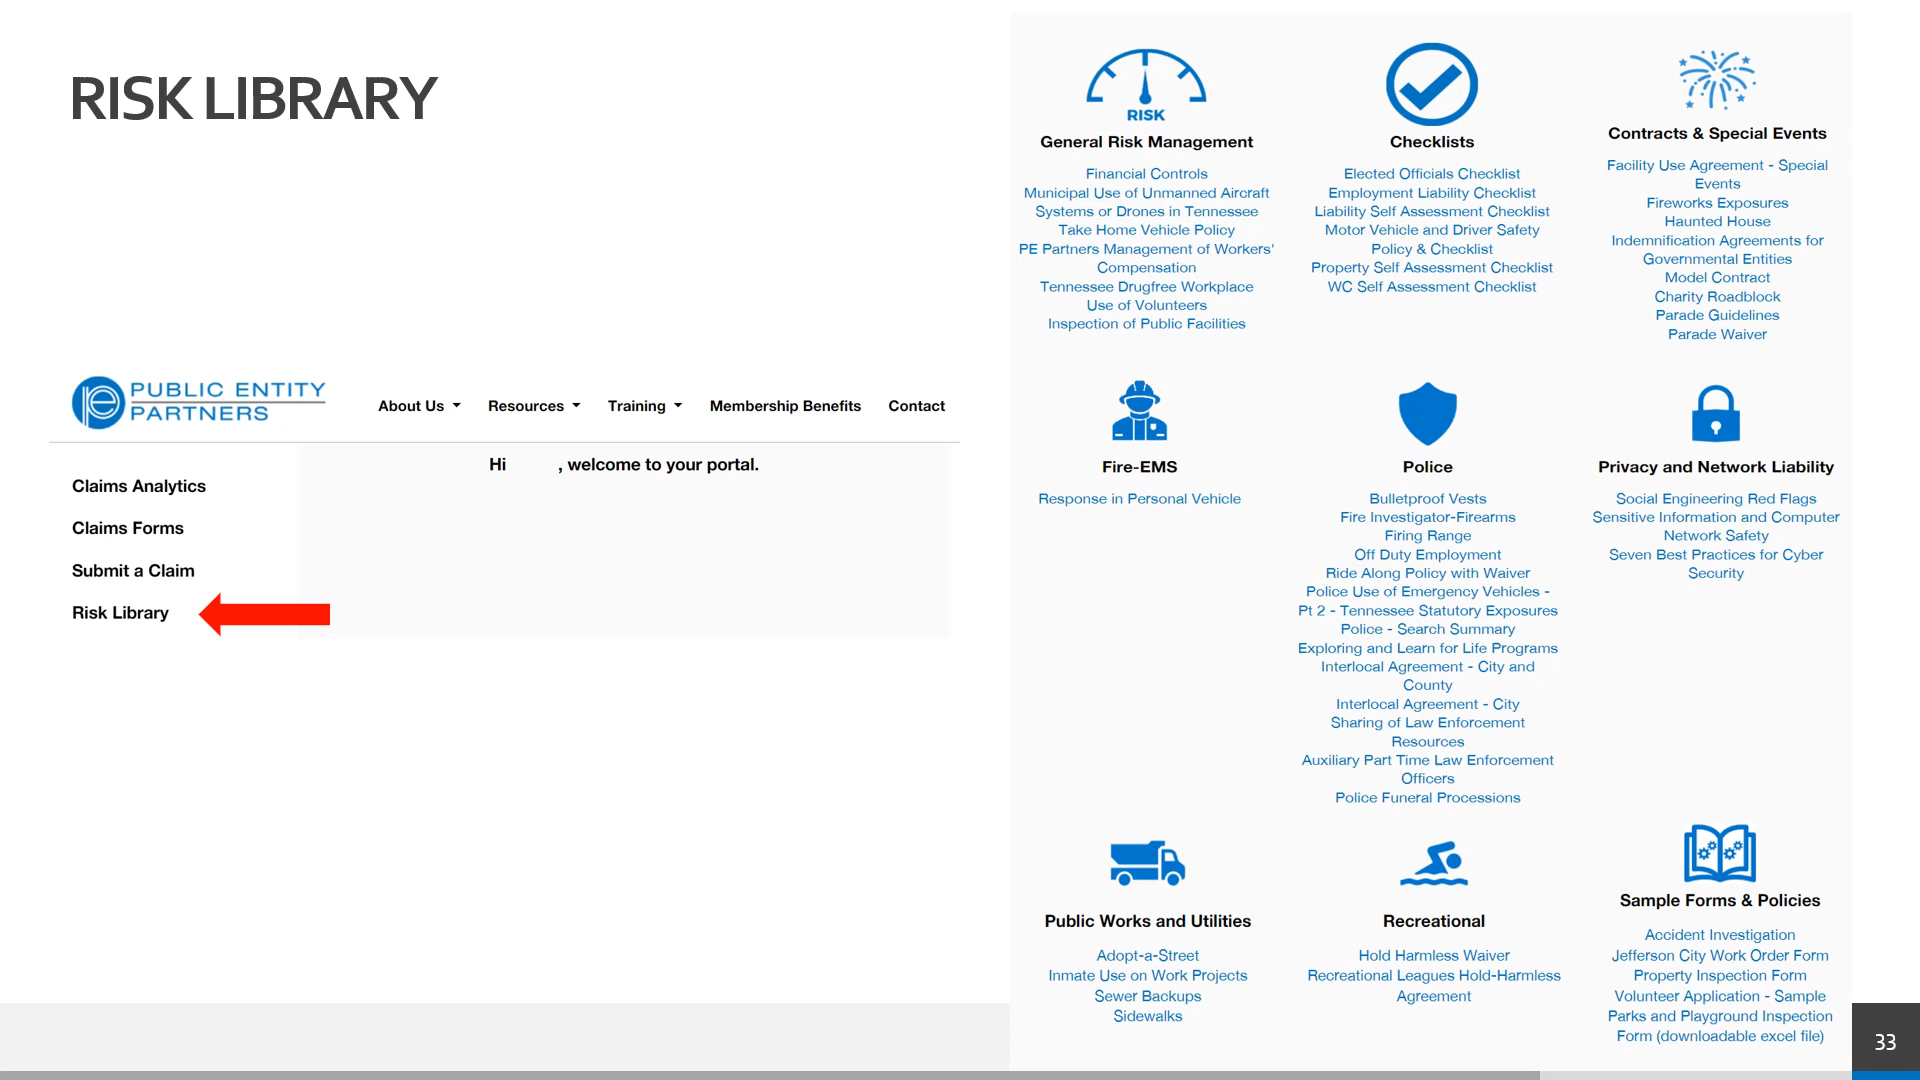 RISK LIBRARY
PUBLIC ENTITY
PARTNERS
About Us
Resources
Training
Membership Benefits
Contact
Hi , welcome to your portal.
Claims Analytics
Claims Forms
Submit a Claim
Risk Library
RISK
General Risk Management
Financial Controls
Municipal Use of Unmanned Aircraft
Systems or Drones in Tennessee
Take Home Vehicle Policy
PE Partners Management of Workers'
Compensation
Tennessee Drugfree Workplace
Use of Volunteers
Inspection of Public Facilities
Checklists
Elected Officials Checklist
Employment Liability Checklist
Liability Self Assessment Checklist
Motor Vehicle and Driver Safety
Policy & Checklist
Property Self Assessment Checklist
WC Self Assessment Checklist
Contracts & Special Events
Facility Use Agreement - Special
Events
Fireworks Exposures
Haunted House
Indemnification Agreements for
Governmental Entities
Model Contract
Charity Roadblock
Parade Guidelines
Parade Waiver
Fire-EMS
Response in Personal Vehicle
Police
Bulletproof Vests
Fire Investigator-Firearms
Firing Range
Off Duty Employment
Ride Along Policy with Waiver
Police Use of Emergency Vehicles -
Pt 2 - Tennessee Statutory Exposures
Police - Search Summary
Exploring and Learn for Life Programs
Interlocal Agreement - City and
County
Interlocal Agreement - City
Sharing of Law Enforcement
Resources
Auxiliary Part Time Law Enforcement
Officers
Police Funeral Processions
Privacy and Network Liability
Social Engineering Red Flags
Sensitive Information and Computer
Network Safety
Seven Best Practices for Cyber
Security
Public Works and Utilities
Adopt-a-Street
Inmate Use on Work Projects
Sewer Backups
Sidewalks
Recreational
Hold Harmless Waiver
Recreational Leagues Hold-Harmless
Agreement
Sample Forms & Policies
Accident Investigation
Jefferson City Work Order Form
Property Inspection Form
Volunteer Application - Sample
Parks and Playground Inspection
Form (downloadable excel file)
33